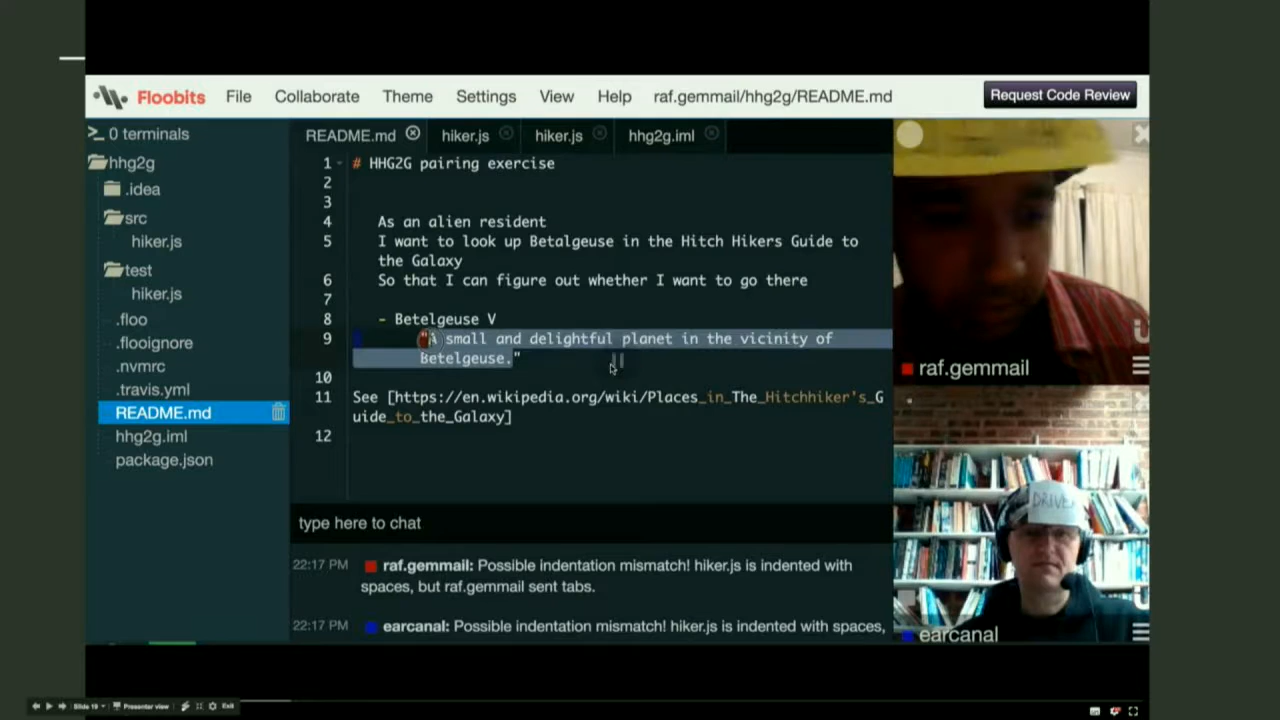 Floobits File Collaborate Theme Settings View Help raf.gemmail/hhg2g/README.md Request Code Review
0 terminals
hhg2g
.idea
src
hiker.js
test
hiker.js
.floo
.flooignore
.nvmrc
.travis.yml
README.md
hhg2g.iml
package.json
README.md hiker.js hiker.js hhg2g.iml
1 # HHG2G pairing exercise
2
3
4 As an alien resident
5 I want to look up Betalgeuse in the Hitch Hikers Guide to
the Galaxy
6 So that I can figure out whether I want to go there
7
8 - Betelgeuse V
9 A small and delightful planet in the vicinity of
Betelgeuse."
10
11 See [https://en.wikipedia.org/wiki/Places_in_The_Hitchhiker's_G
uide_to_the_Galaxy]
12
type here to chat
22:17 PM raf.gemmail: Possible indentation mismatch! hiker.js is indented with
spaces, but raf.gemmail sent tabs.
22:17 PM earcanal: Possible indentation mismatch! hiker.js is indented with spaces,
raf.gemmail
DRIVER
earcanal
Slide 19 Presenter view Exit